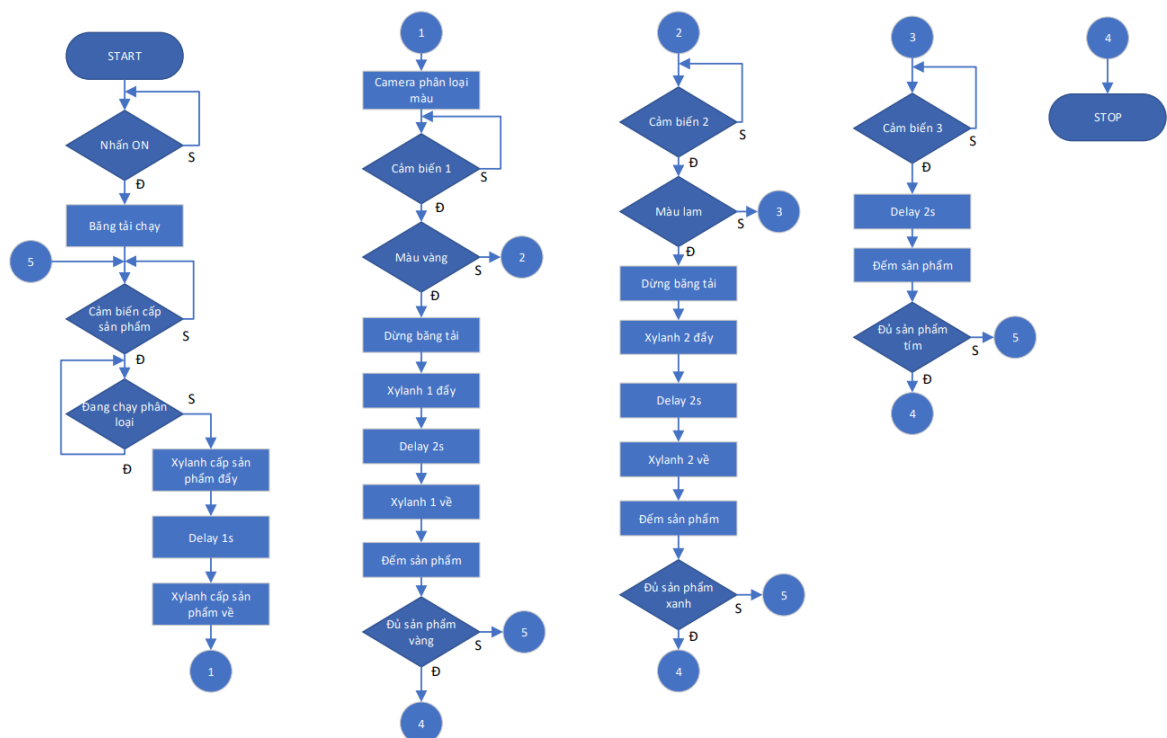 START
Nhấn ON
S
Đ
Băng tải chạy
5
Cảm biến cấp
sản phẩm
S
Đ
Đang chạy phân
loại
S
Đ
Xylanh cấp sản
phẩm đẩy
Delay 1s
Xylanh cấp sản
phẩm về
1
1
Camera phân loại
màu
Cảm biến 1
S
Đ
Màu vàng
S
2
Đ
Dừng băng tải
Xylanh 1 đẩy
Delay 2s
Xylanh 1 về
Đếm sản phẩm
Đủ sản phẩm
vàng
S
5
Đ
4
2
Cảm biến 2
S
Đ
Màu lam
S
3
Đ
Dừng băng tải
Xylanh 2 đẩy
Delay 2s
Xylanh 2 về
Đếm sản phẩm
Đủ sản phẩm
xanh
S
5
Đ
4
3
Cảm biến 3
S
Đ
Delay 2s
Đếm sản phẩm
Đủ sản phẩm
tím
S
5
Đ
4
4
STOP